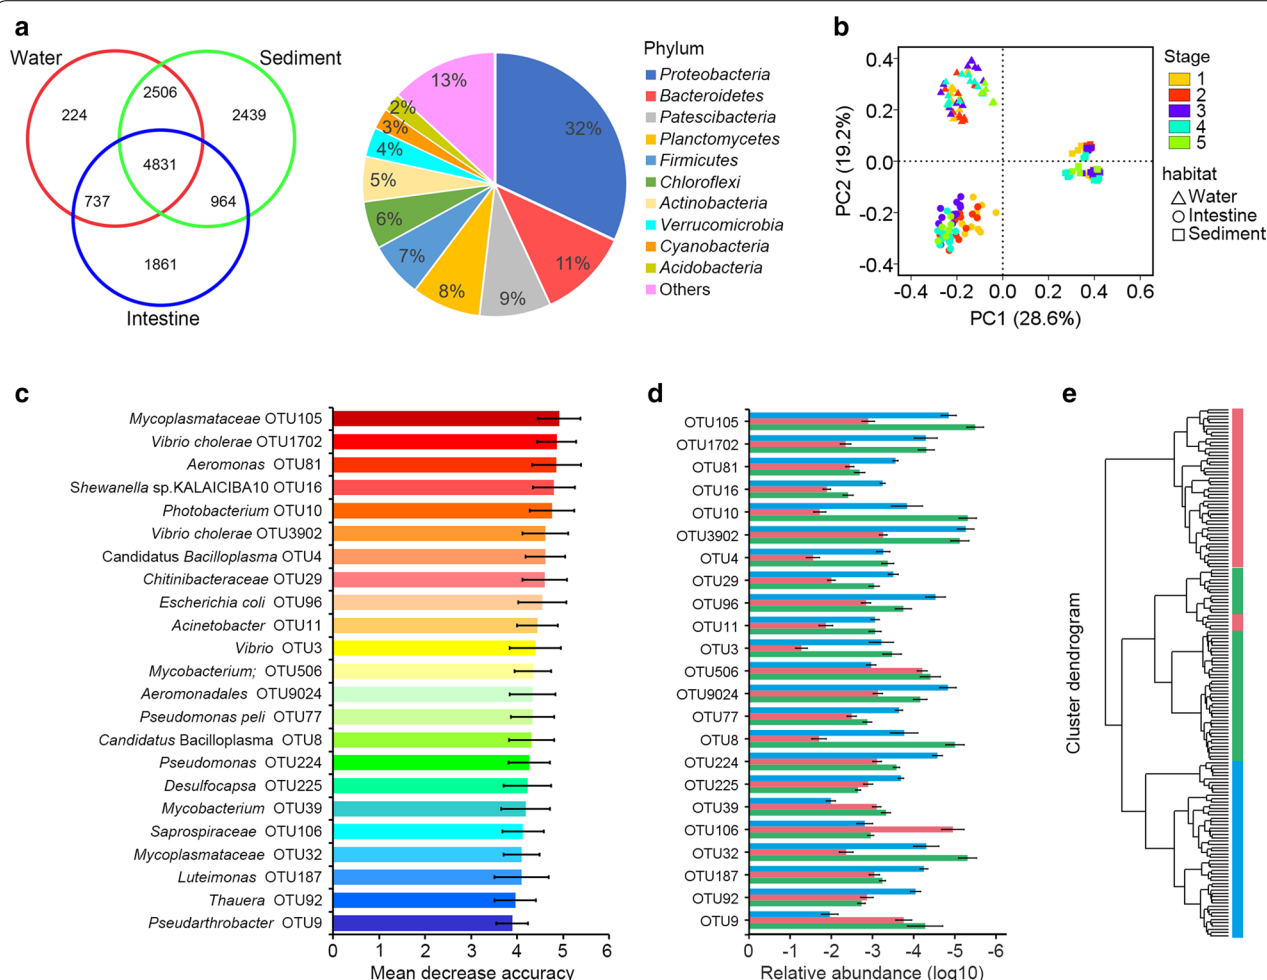 a
Water
Sediment
2506
224
2439
4831
737
964
1861
Intestine
13%
2%
3%
4%
5%
6%
7%
8%
9%
11%
32%
Phylum
Proteobacteria
Bacteroidetes
Patescibacteria
Planctomycetes
Firmicutes
Chloroflexi
Actinobacteria
Verrucomicrobia
Cyanobacteria
Acidobacteria
Others
b
PC2 (19.2%)
0.4
0.2
0.0
-0.2
-0.4
-0.4 -0.2 0.0 0.2 0.4 0.6
PC1 (28.6%)
Stage
1
2
3
4
5
habitat
Water
Intestine
Sediment
c
Mycoplasmataceae OTU105
Vibrio cholerae OTU1702
Aeromonas OTU81
Shewanella sp.KALAICIBA10 OTU16
Photobacterium OTU10
Vibrio cholerae OTU3902
Candidatus Bacilloplasma OTU4
Chitinibacteraceae OTU29
Escherichia coli OTU96
Acinetobacter OTU11
Vibrio OTU3
Mycobacterium; OTU506
Aeromonadales OTU9024
Pseudomonas peli OTU77
Candidatus Bacilloplasma OTU8
Pseudomonas OTU224
Desulfocapsa OTU225
Mycobacterium OTU39
Saprospiraceae OTU106
Mycoplasmataceae OTU32
Luteimonas OTU187
Thauera OTU92
Pseudarthrobacter OTU9
0 1 2 3 4 5 6
Mean decrease accuracy
d
OTU105
OTU1702
OTU81
OTU16
OTU10
OTU3902
OTU4
OTU29
OTU96
OTU11
OTU3
OTU506
OTU9024
OTU77
OTU8
OTU224
OTU225
OTU39
OTU106
OTU32
OTU187
OTU92
OTU9
0 -1 -2 -3 -4 -5 -6
Relative abundance (log10)
e
Cluster dendrogram